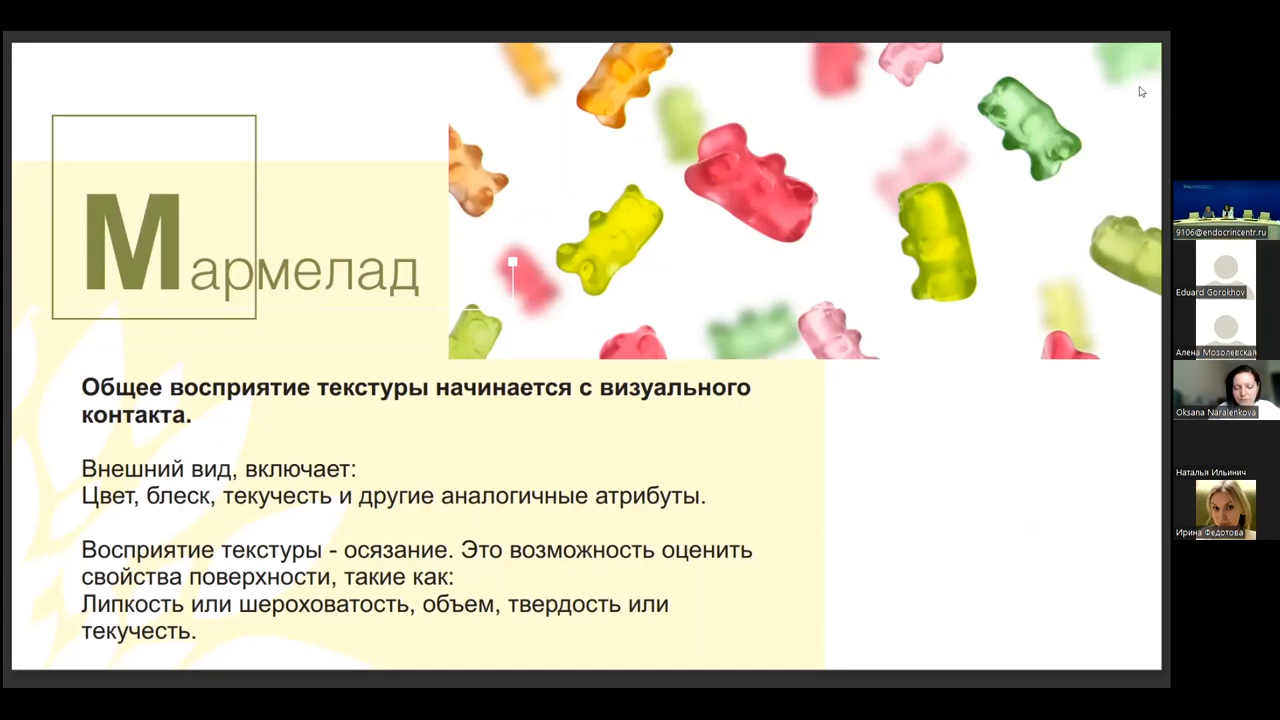 Мармелад
Общее восприятие текстуры начинается с визуального
контакта.
Внешний вид, включает:
Цвет, блеск, текучесть и другие аналогичные атрибуты.
Восприятие текстуры - осязание. Это возможность оценить
свойства поверхности, такие как:
Липкость или шероховатость, объем, твердость или
текучесть.
9106@endocrincentr.ru
Eduard Gorokhov
Алена Мозолевская
Oksana Naralenkova
Наталья Ильинич
Ирина Федотова